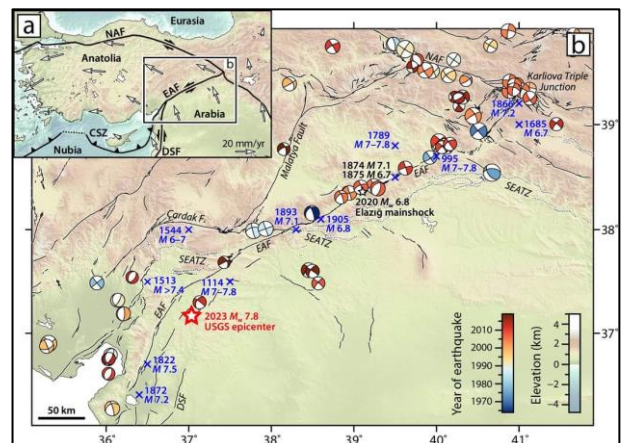 a
Eurasia
NAF
Anatolia
b
EAF
Arabia
CSZ
Nubia
DSF
20 mm/yr
b
NAF
Karliova Triple
Junction
1866
M 7.2
1685
M 6.7
39°
Malatya Fault
1789
M 7–7.8
995
M 7–7.8
1874 M 7.1
1875 M 6.7
EAF
SEATZ
2020 Mw 6.8
Elazığ mainshock
Çardak F.
1544
M 6–7
1893
M 7.1
1905
M 6.8
38°
SEATZ
EAF
SEATZ
1513
M >7.4
1114
M 7–7.8
EAF
2023 Mw 7.8
USGS epicenter
37°
1822
M 7.5
1872
M 7.2
DSF
50 km
Year of earthquake
2010
2000
1990
1980
1970
Elevation (km)
4
2
0
−2
−4
36°
37°
38°
39°
40°
41°